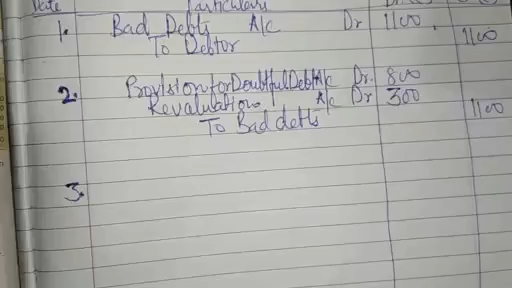 Date Particulars
1. Bad Debts A/c Dr 1100
To Debtor 1100
2. Provision for Doubtful Debt A/c Dr. 800
Revaluation A/c Dr 300
To Bad debts 1100
3.